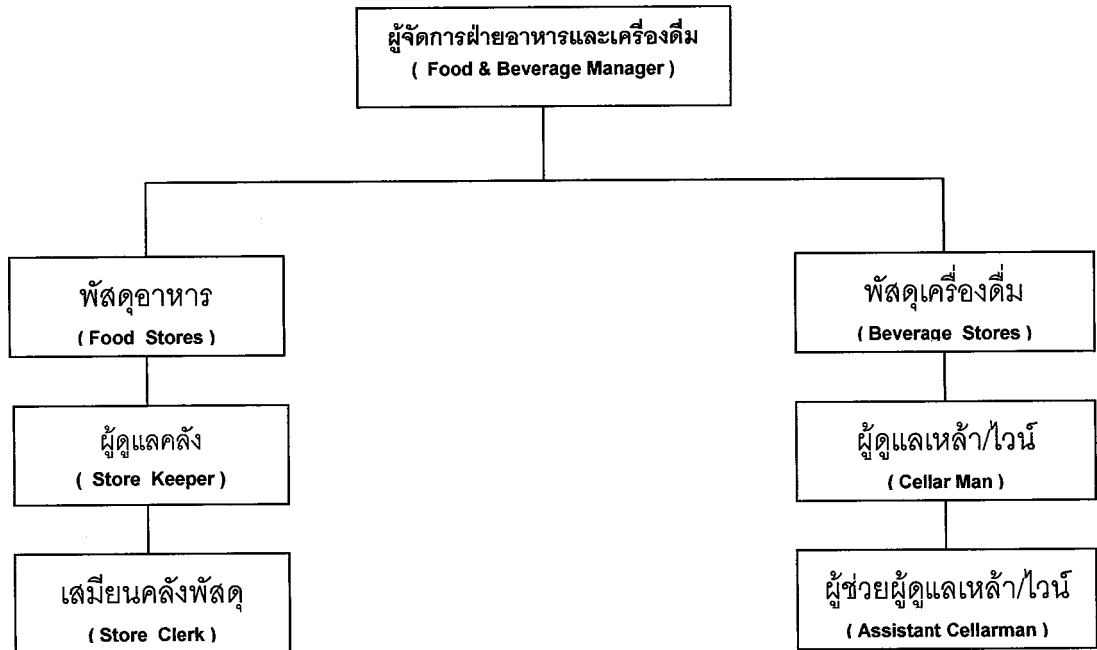 ผู้จัดการฝ่ายอาหารและเครื่องดื่ม
( Food & Beverage Manager )
พัสดุอาหาร
( Food Stores )
พัสดุเครื่องดื่ม
( Beverage Stores )
ผู้ดูแลคลัง
( Store Keeper )
ผู้ดูแลเหล้า/ไวน์
( Cellar Man )
เสมียนคลังพัสดุ
( Store Clerk )
ผู้ช่วยผู้ดูแลเหล้า/ไวน์
( Assistant Cellarman )